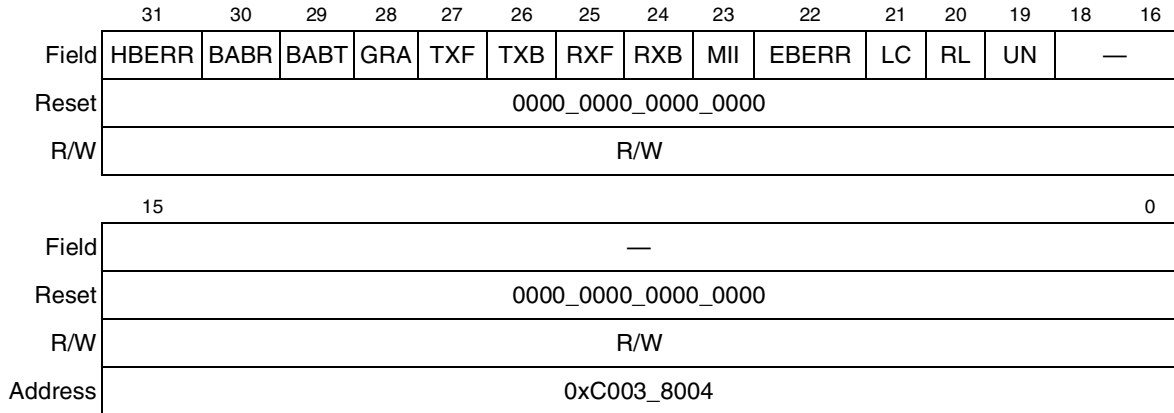 31 30 29 28 27 26 25 24 23 22 21 20 19 18 16
Field HBERR BABR BABT GRA TXF TXB RXF RXB MII EBERR LC RL UN —
Reset 0000_0000_0000_0000
R/W R/W
15 0
Field —
Reset 0000_0000_0000_0000
R/W R/W
Address 0xC003_8004